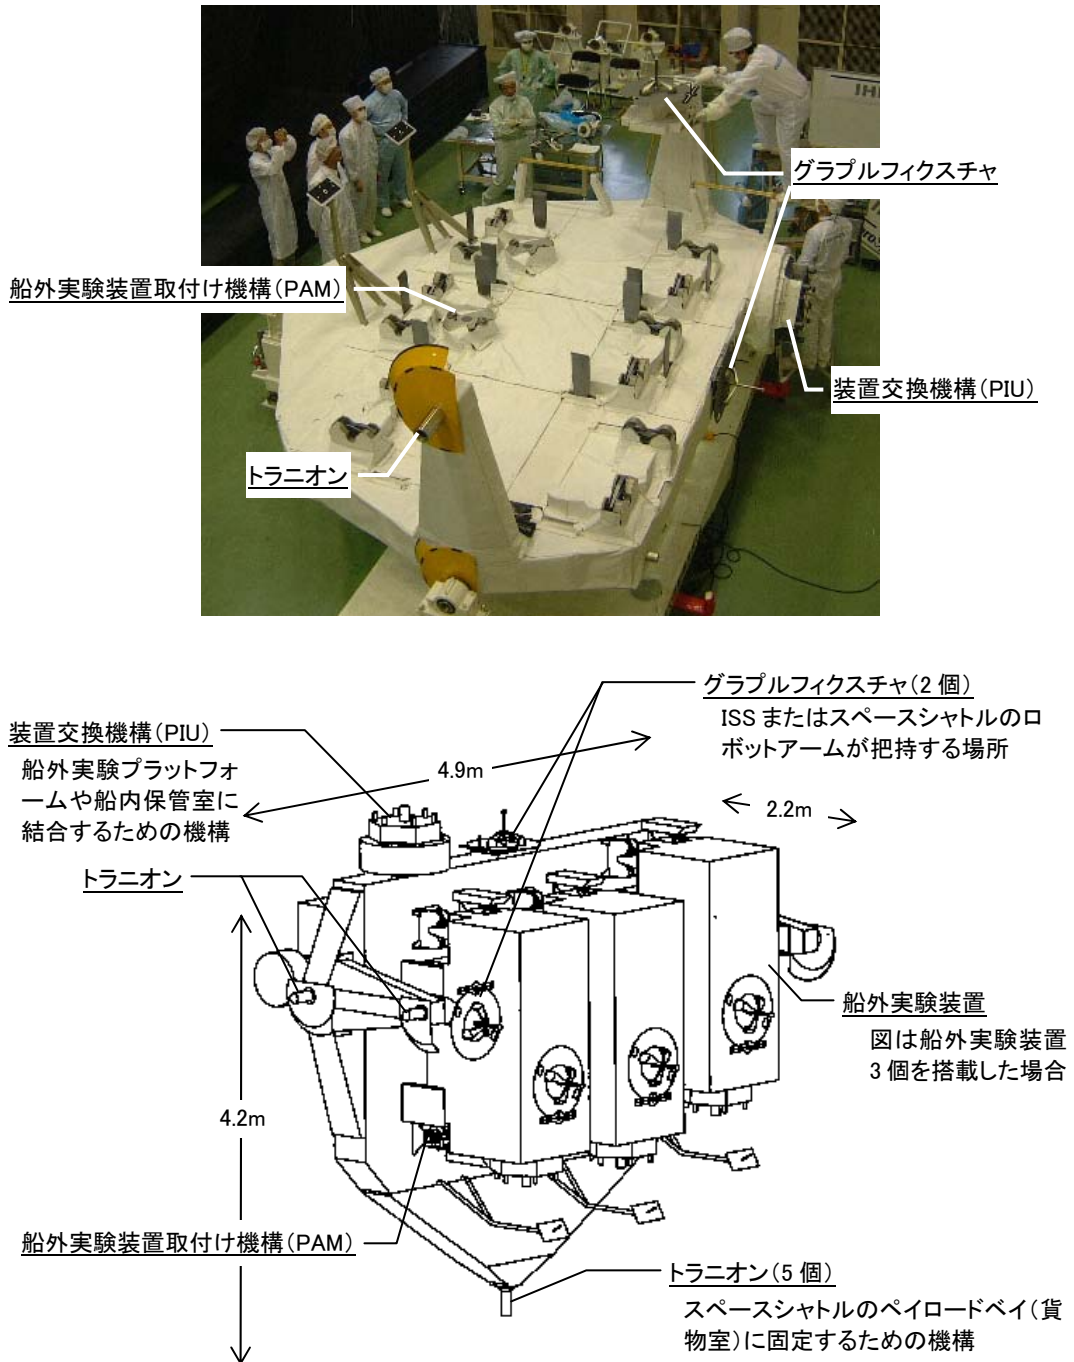 グラプルフィクスチャ
船外実験装置取付け機構(PAM)
装置交換機構(PIU)
トラニオン
グラプルフィクスチャ(2 個)
ISS またはスペースシャトルのロ
ボットアームが把持する場所
装置交換機構(PIU)
船外実験プラットフォ
ームや船内保管室に
結合するための機構
4.9m
2.2m
トラニオン
船外実験装置
図は船外実験装置
3 個を搭載した場合
4.2m
船外実験装置取付け機構(PAM)
トラニオン(5 個)
スペースシャトルのペイロードベイ(貨
物室)に固定するための機構